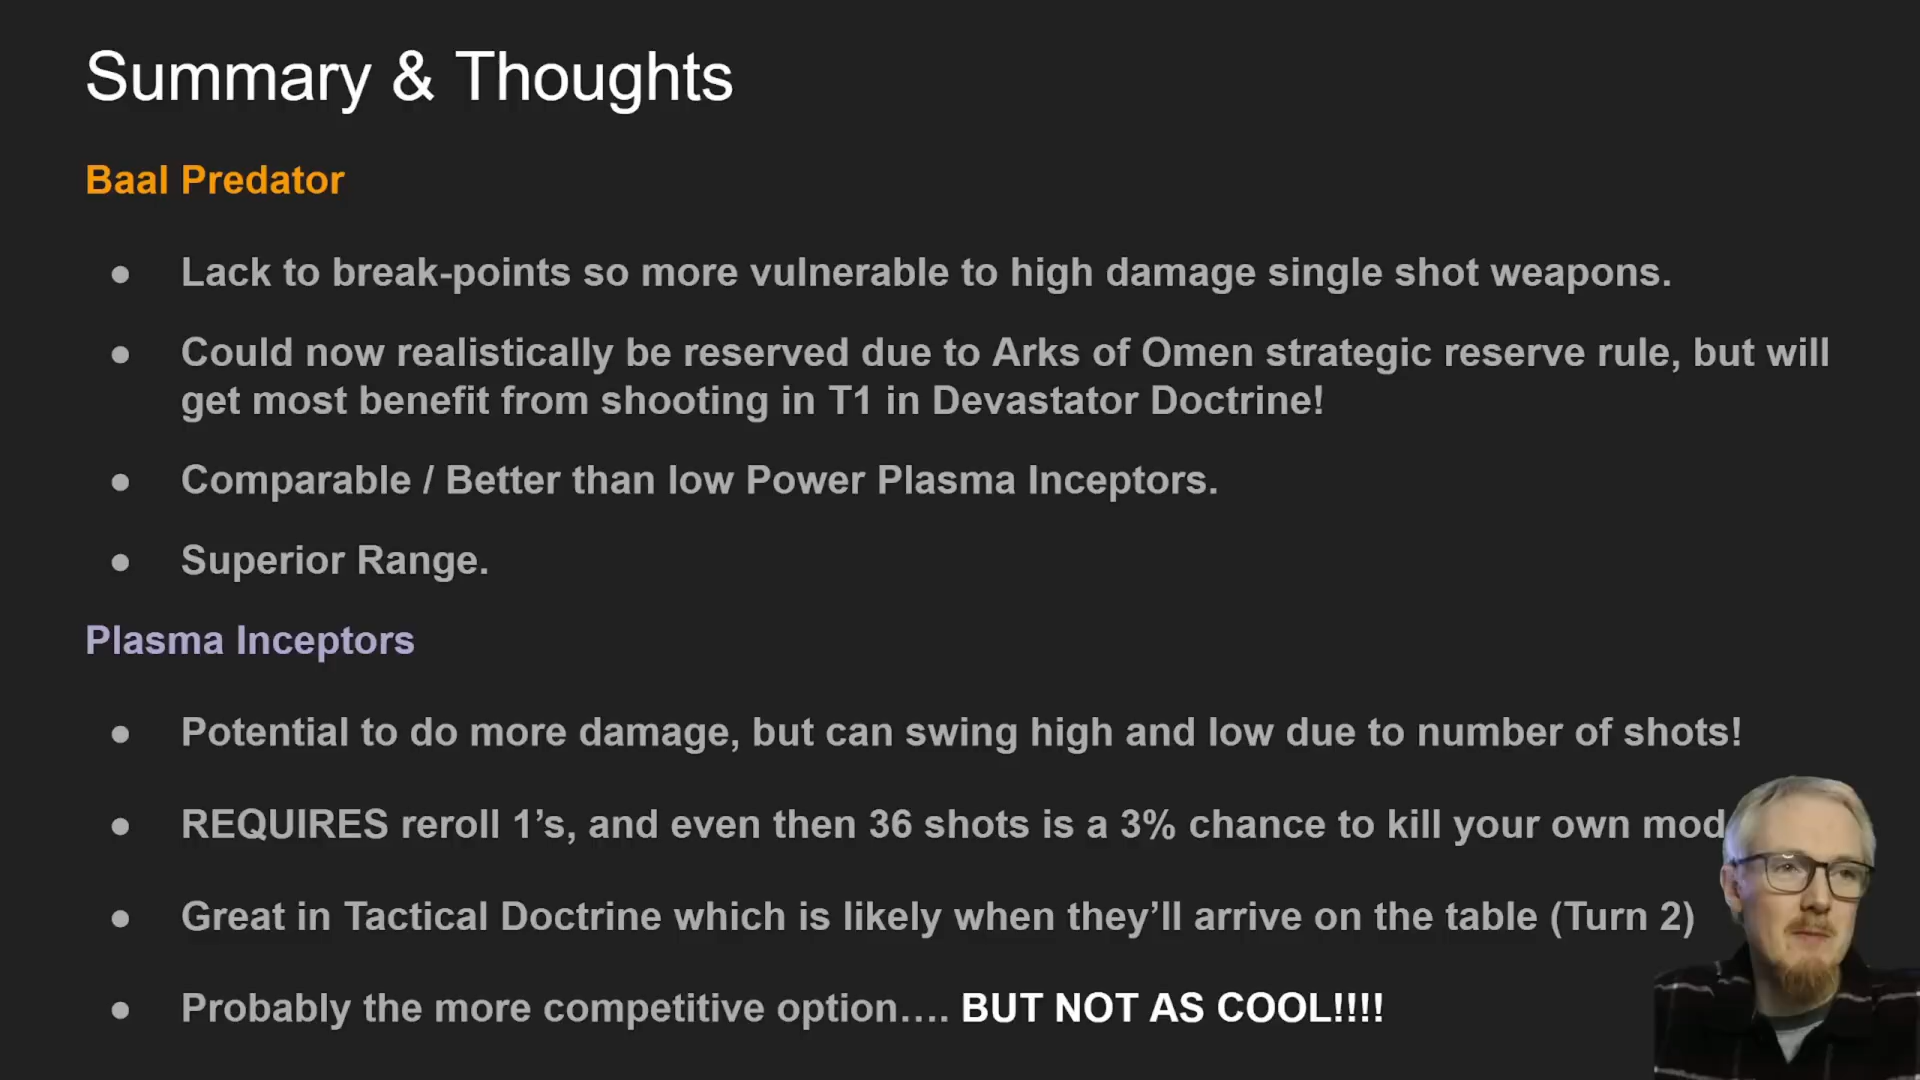 Summary & Thoughts
Baal Predator
● Lack to break-points so more vulnerable to high damage single shot weapons.
● Could now realistically be reserved due to Arks of Omen strategic reserve rule, but will
get most benefit from shooting in T1 in Devastator Doctrine!
● Comparable / Better than low Power Plasma Inceptors.
● Superior Range.
Plasma Inceptors
● Potential to do more damage, but can swing high and low due to number of shots!
● REQUIRES reroll 1’s, and even then 36 shots is a 3% chance to kill your own mod
● Great in Tactical Doctrine which is likely when they’ll arrive on the table (Turn 2)
● Probably the more competitive option…. BUT NOT AS COOL!!!!